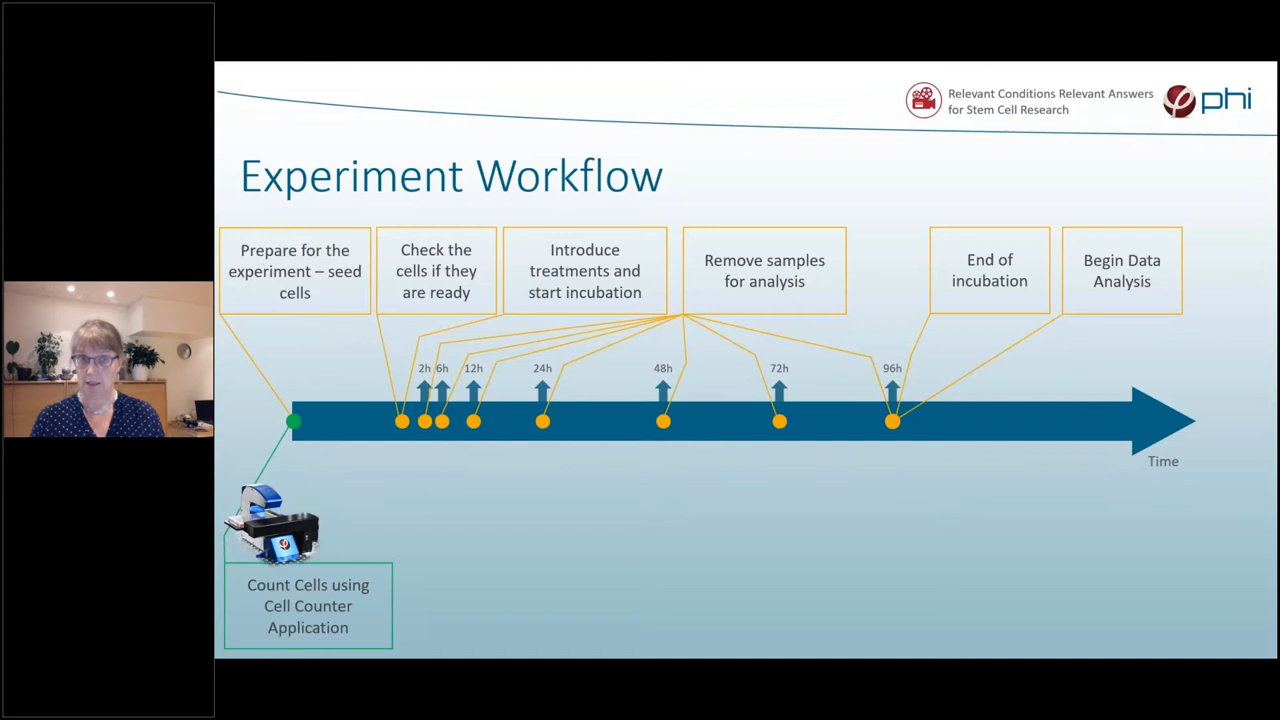 Relevant Conditions Relevant Answers
for Stem Cell Research
phi
Experiment Workflow
Prepare for the
experiment – seed
cells
Check the
cells if they
are ready
Introduce
treatments and
start incubation
Remove samples
for analysis
End of
incubation
Begin Data
Analysis
2h
6h
12h
24h
48h
72h
96h
Time
Count Cells using
Cell Counter
Application